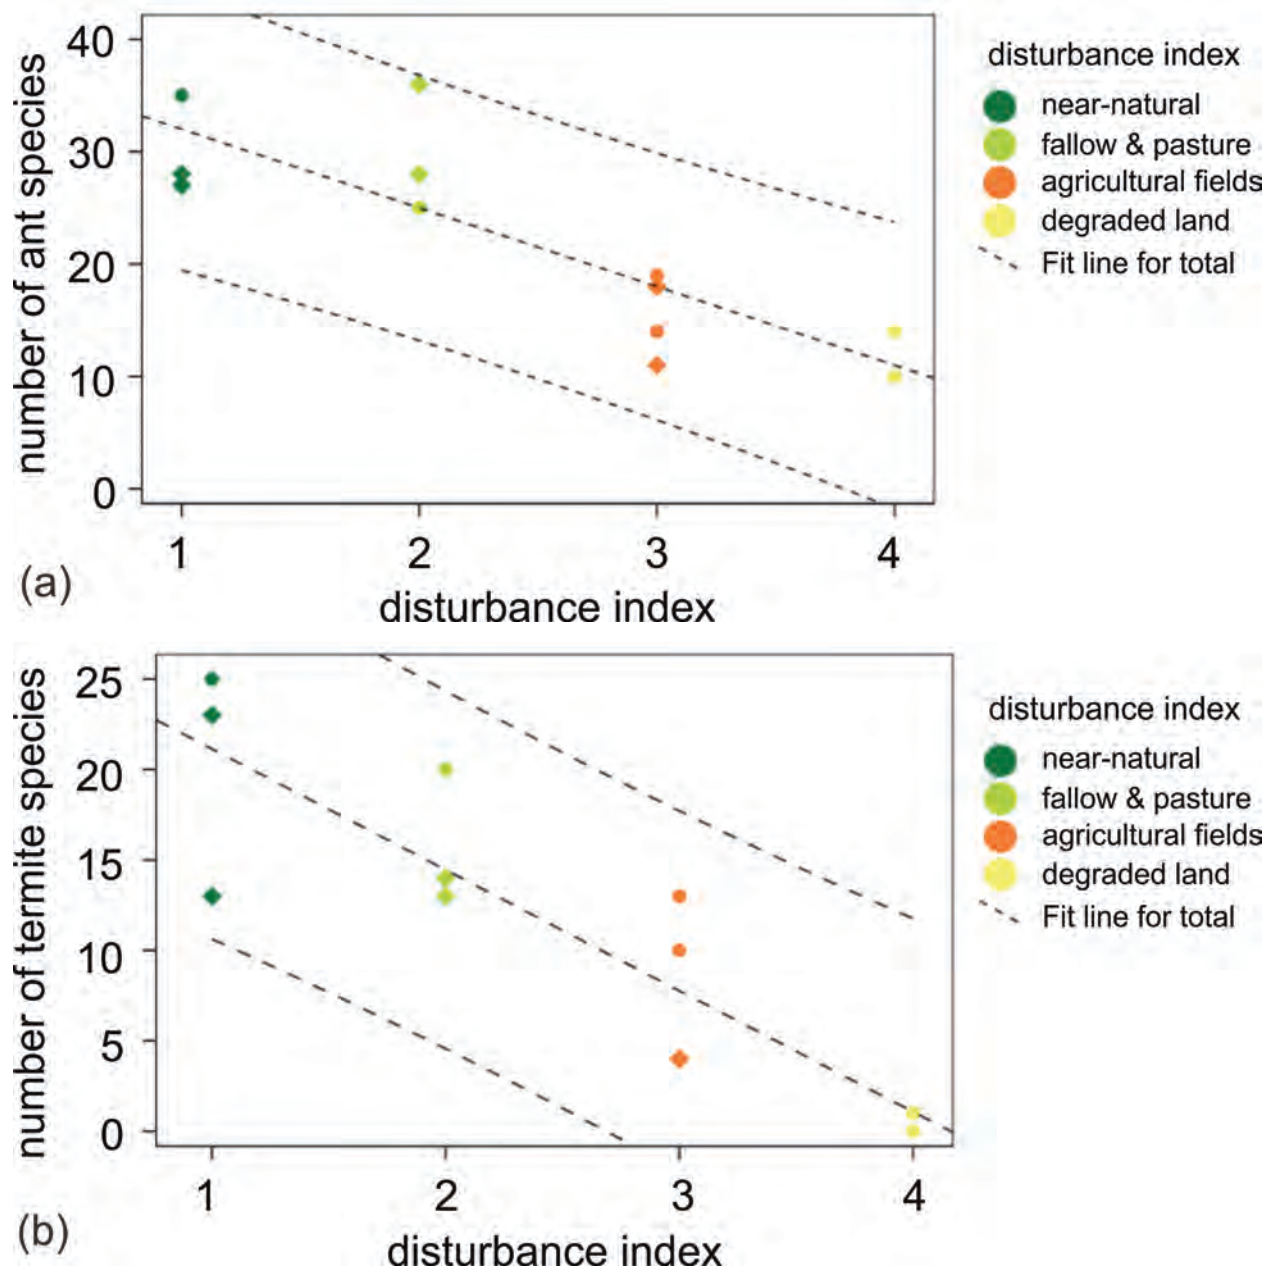 number of ant species
40
30
20
10
0
1 2 3 4
disturbance index
(a)
disturbance index
near-natural
fallow & pasture
agricultural fields
degraded land
Fit line for total
number of termite species
25
20
15
10
5
0
1 2 3 4
disturbance index
(b)
disturbance index
near-natural
fallow & pasture
agricultural fields
degraded land
Fit line for total